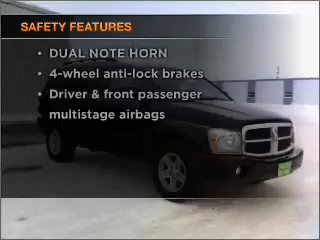 SAFETY FEATURES
• DUAL NOTE HORN
• 4-wheel anti-lock brakes
• Driver & front passenger
multistage airbags